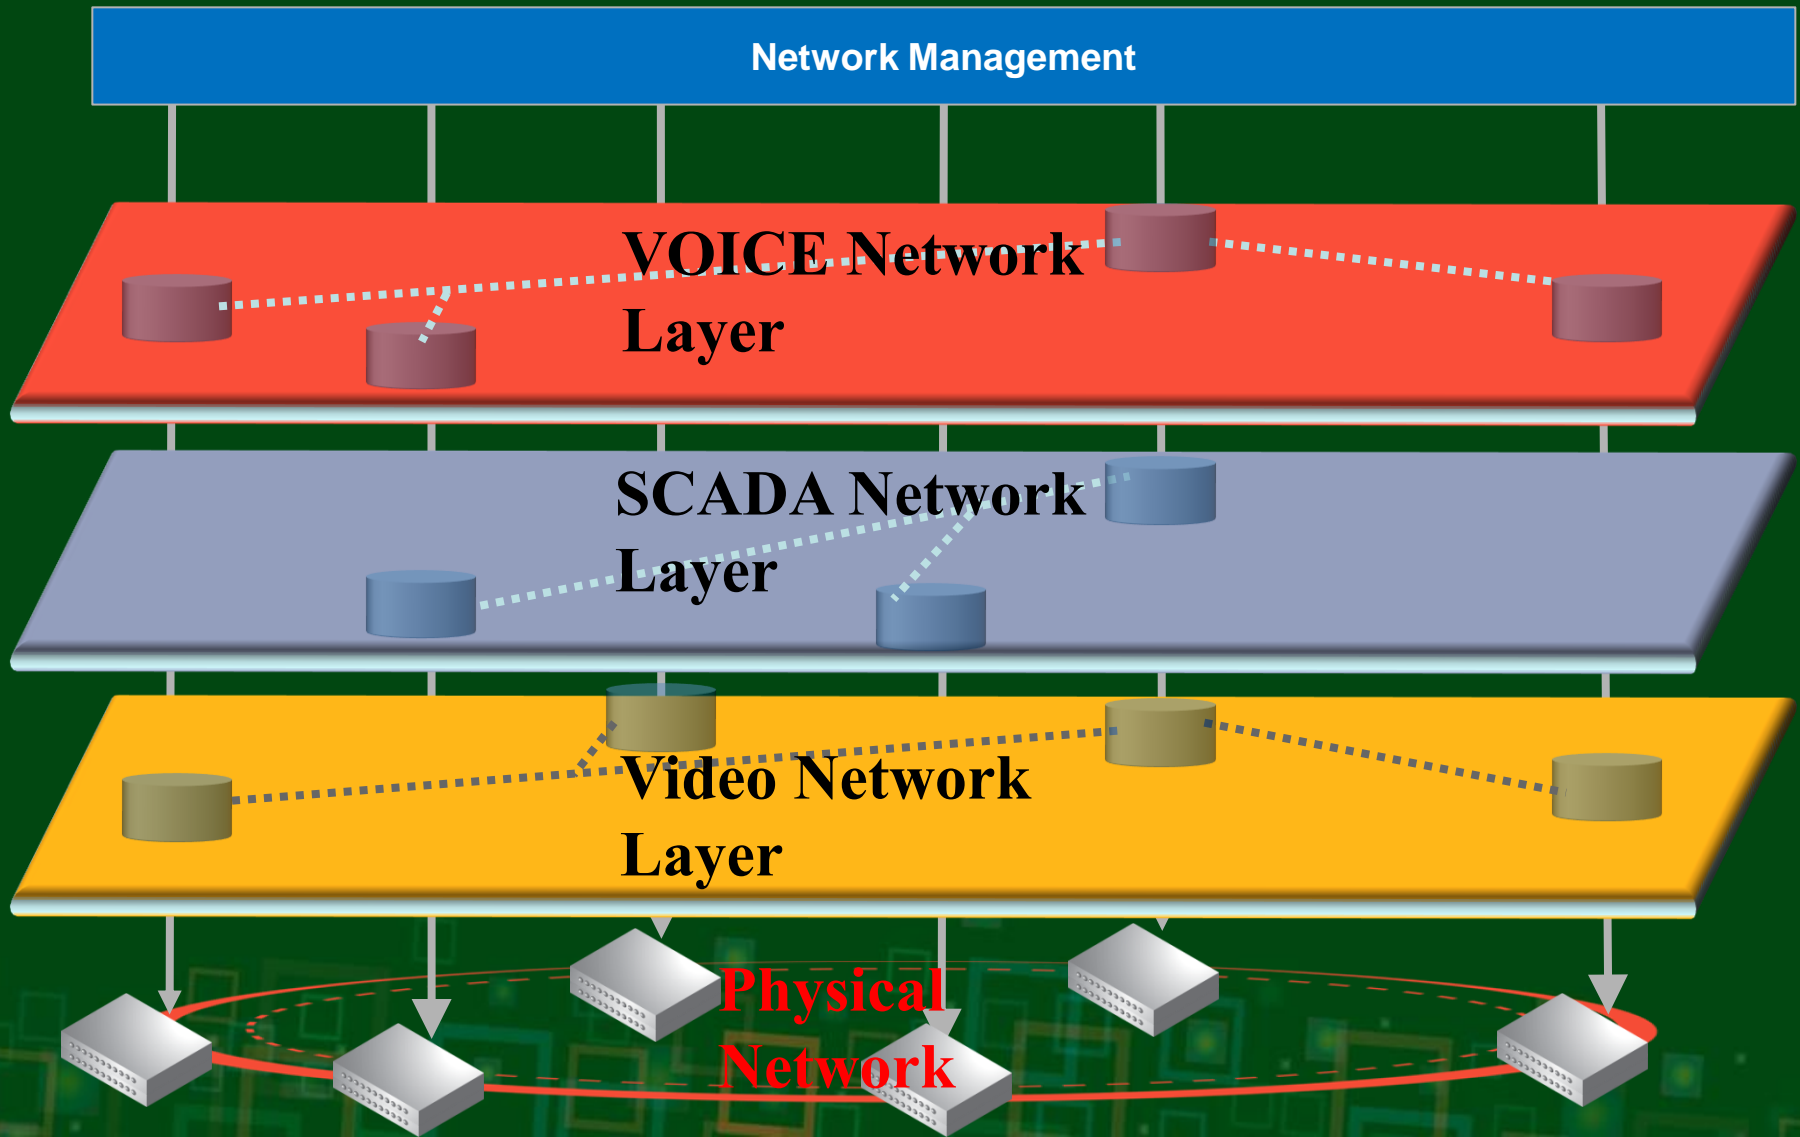 Network Management
VOICE Network
Layer
SCADA Network
Layer
Video Network
Layer
Physical
Network